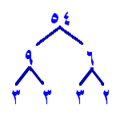 ٥٤
٩ ٦
٣ ٣ ٣ ٢